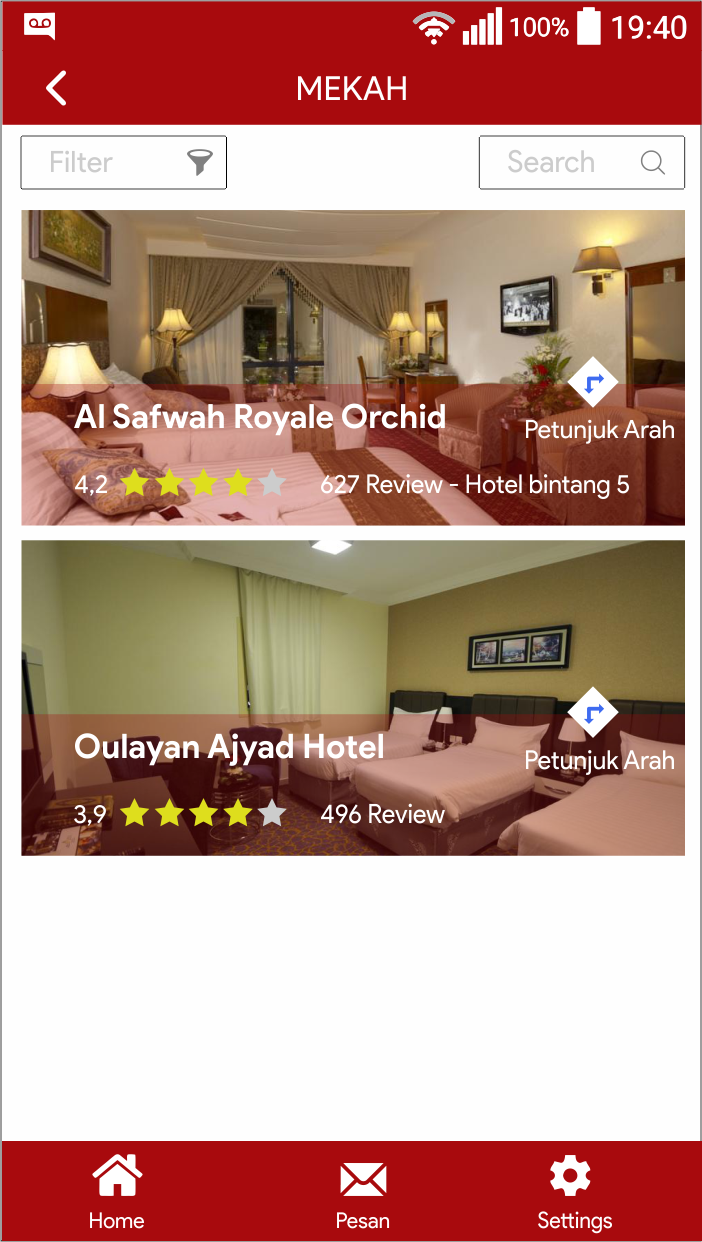 100% 19:40
MEKAH
Filter Search
Al Safwah Royale Orchid
Petunjuk Arah
4,2 627 Review - Hotel bintang 5
Oulayan Ajyad Hotel
Petunjuk Arah
3,9 496 Review
Home Pesan Settings